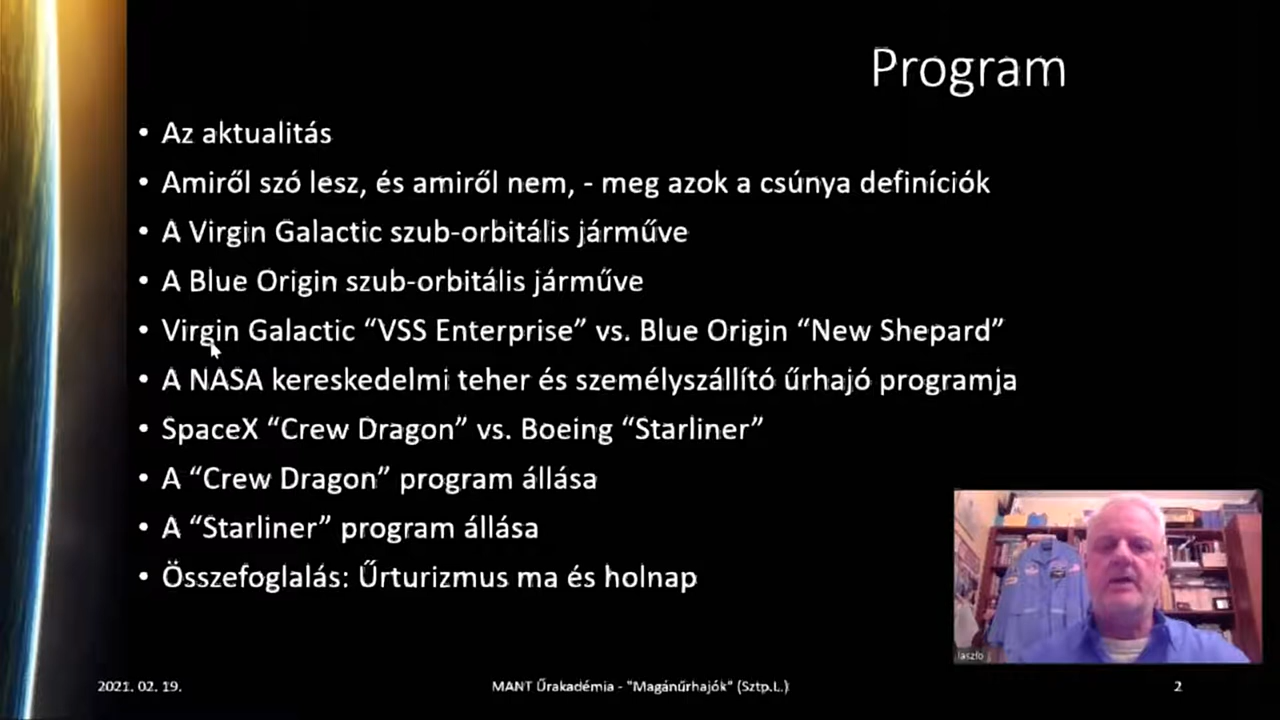 Program
• Az aktualitás
• Amiről szó lesz, és amiről nem, - meg azok a csúnya definíciók
• A Virgin Galactic szub-orbitális járműve
• A Blue Origin szub-orbitális járműve
• Virgin Galactic “VSS Enterprise” vs. Blue Origin “New Shepard”
• A NASA kereskedelmi teher és személyszállító űrhajó programja
• SpaceX “Crew Dragon” vs. Boeing “Starliner”
• A “Crew Dragon” program állása
• A “Starliner” program állása
• Összefoglalás: Űrturizmus ma és holnap
laszlo
2021. 02. 19.
MANT Űrakadémia - "Magánűrhajók" (Sztp.L.)
2